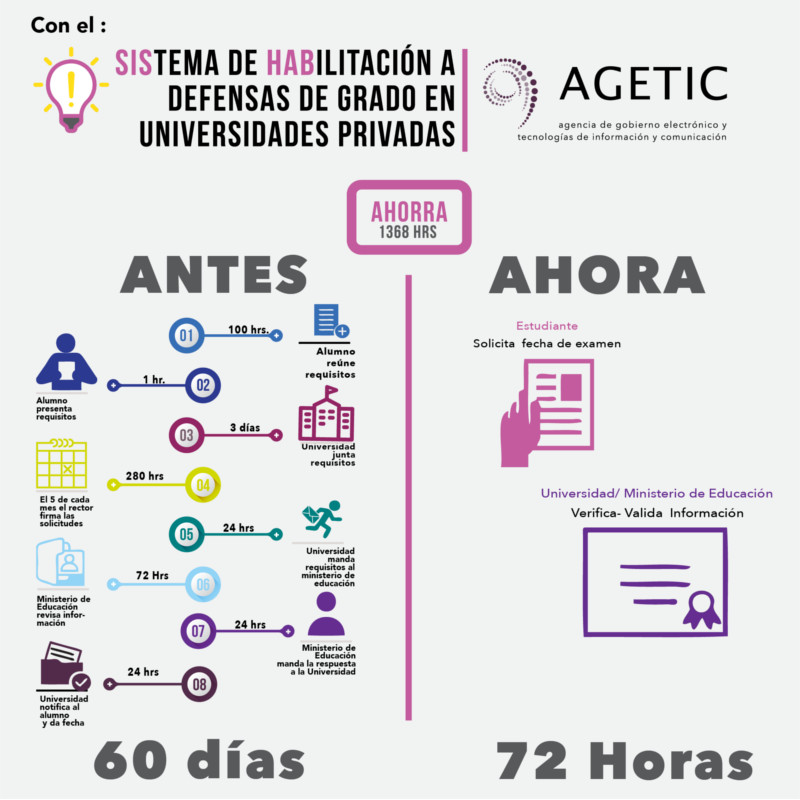 Con el :
SISTEMA DE HABILITACIÓN A
DEFENSAS DE GRADO EN
UNIVERSIDADES PRIVADAS
AGETIC
agencia de gobierno electrónico y
tecnologías de información y comunicación
AHORRA
1368 HRS
ANTES
01
100 hrs.
Alumno
reúne
requisitos
02
1 hr.
Alumno
presenta
requisitos
03
3 días
Universidad
junta
requisitos
04
280 hrs
El 5 de cada
mes el rector
firma las
solicitudes
05
24 hrs
Universidad
manda
requisitos al
ministerio de
educación
06
72 Hrs
Ministerio de
Educación
revisa infor-
mación
07
24 hrs
Ministerio de
Educación
manda la respuesta
a la Universidad
08
24 hrs
Universidad
notifica al
alumno
y da fecha
60 días
AHORA
Estudiante
Solicita fecha de examen
Universidad/ Ministerio de Educación
Verifica- Valida Información
72 Horas